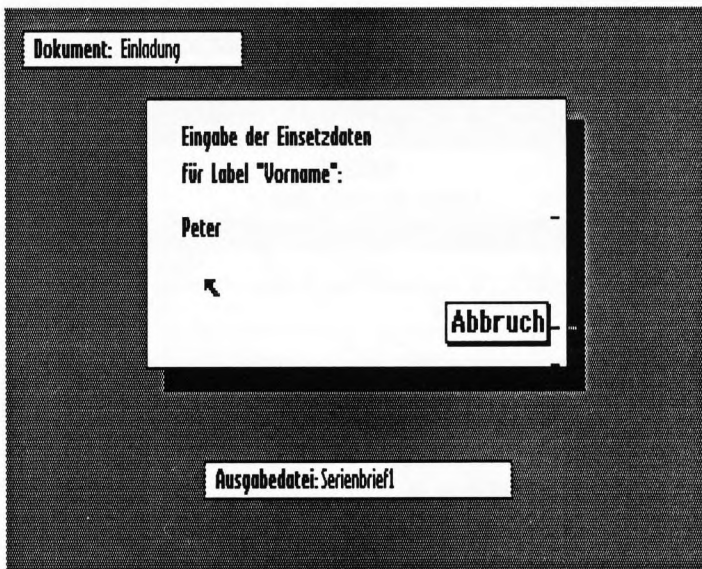 Dokument: Einladung
Eingabe der Einsetzdaten
für Label "Vorname":
Peter
Abbruch
Ausgabedatei: Serienbrief1